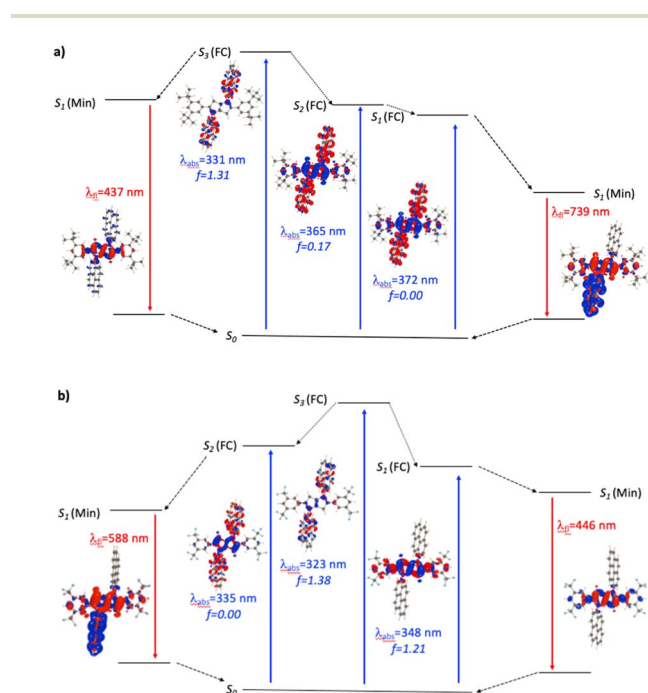 a)
S3 (FC)
S1 (Min)
S2 (FC)
S1 (FC)
λabs=331 nm
f=1.31
λfl=437 nm
S1 (Min)
λabs=365 nm
f=0.17
λfl=739 nm
λabs=372 nm
f=0.00
S0
b)
S3 (FC)
S2 (FC)
S1 (FC)
S1 (Min)
S1 (Min)
λfl=588 nm
λfl=446 nm
λabs=323 nm
f=1.38
λabs=335 nm
f=0.00
λabs=348 nm
f=1.21
S0